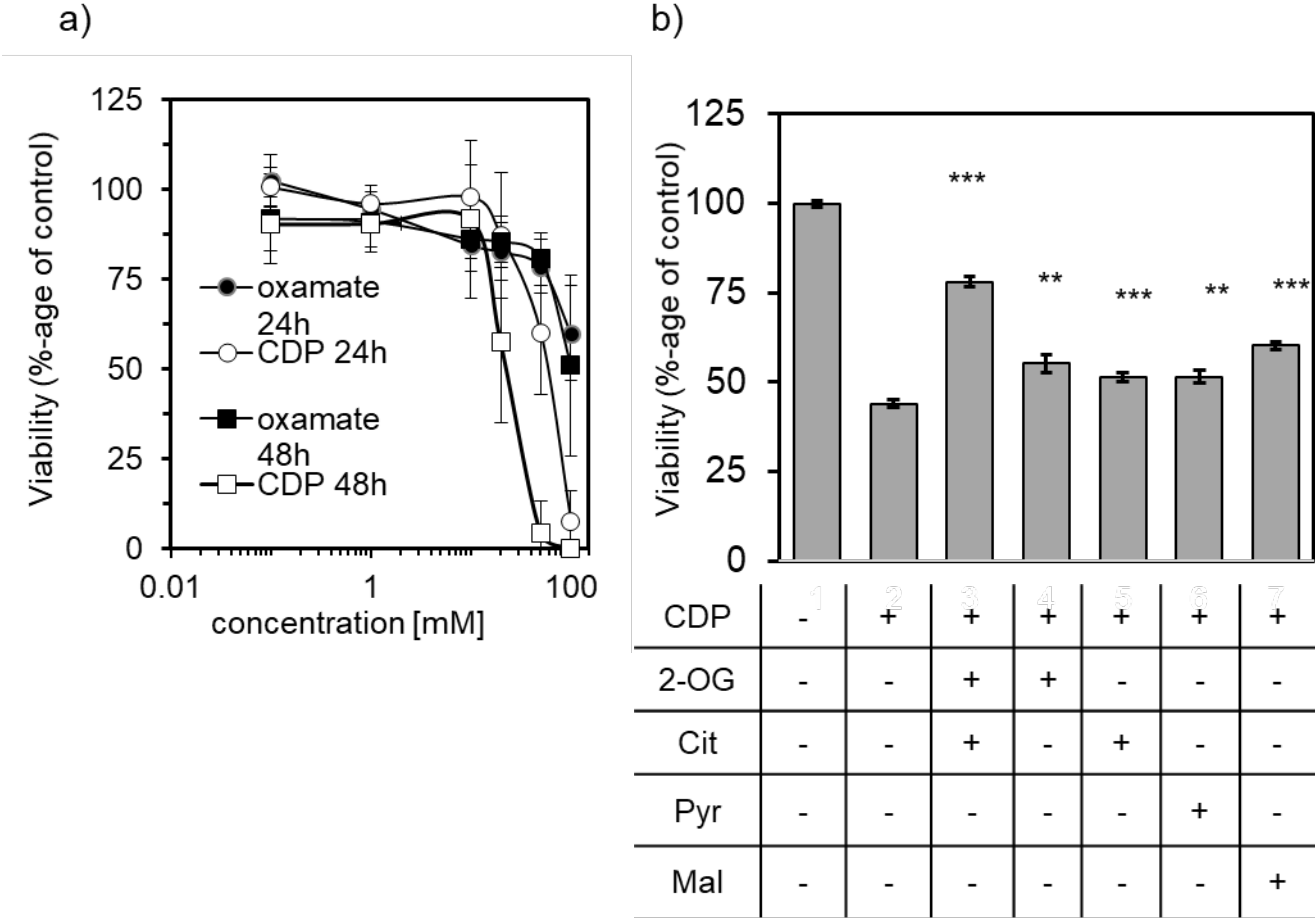 a)
125
100
75
50
25
0
Viability (%-age of control)
oxamate
24h
CDP 24h
oxamate
48h
CDP 48h
0.01
1
100
concentration [mM]
b)
125
100
75
50
25
0
Viability (%-age of control)
***
**
***
**
***
1 2 3 4 5 6 7
CDP - + + + + + +
2-OG - - + + - - -
Cit - - + - + - -
Pyr - - - - - + -
Mal - - - - - - +